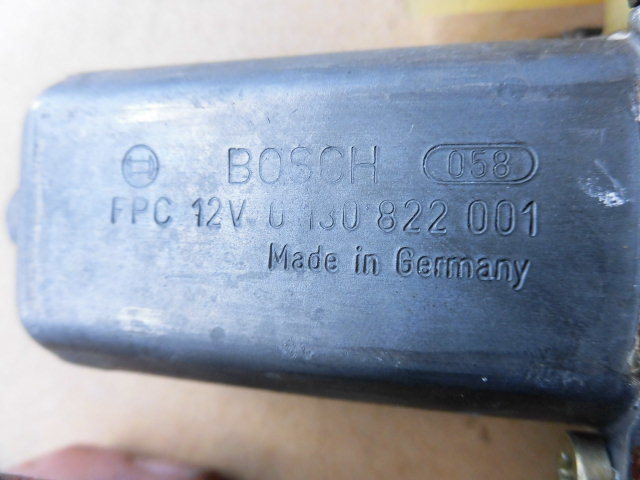 BOSCH 058
FPC 12V 0 130 822 001
Made in Germany